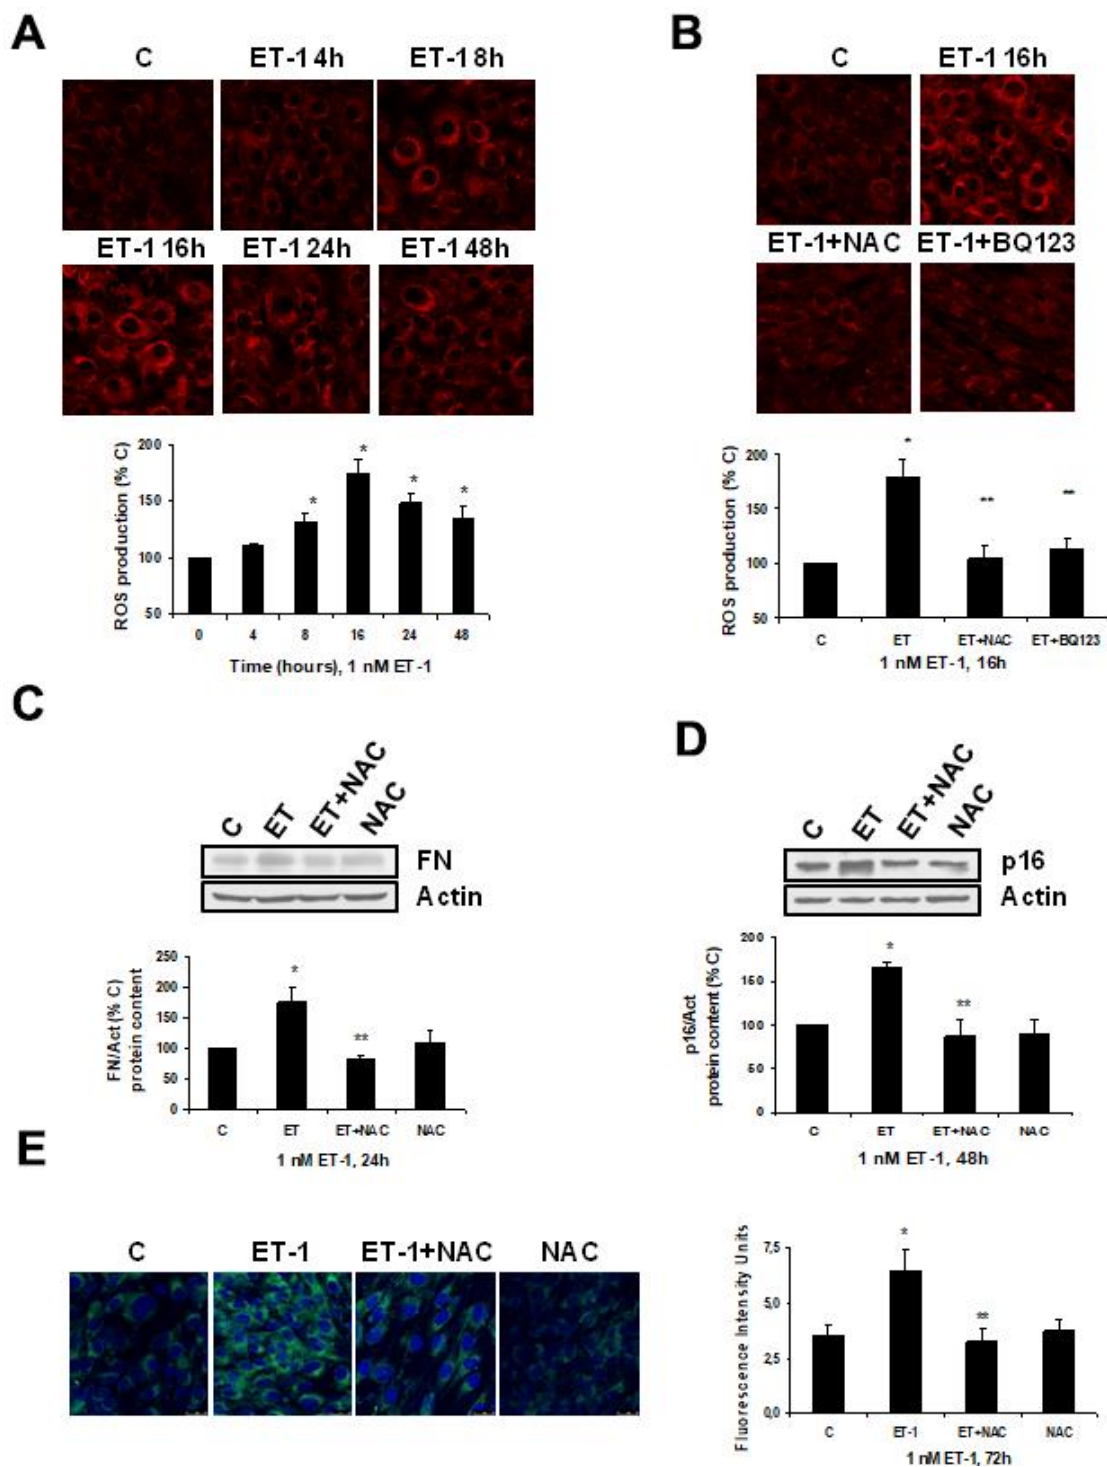 A
C ET-1 4h ET-1 8h
ET-1 16h ET-1 24h ET-1 48h
ROS production (% C)
200
150
100
50
0 4 8 16 24 48
* * * *
Time (hours), 1 nM ET-1
B
C ET-1 16h
ET-1+NAC ET-1+BQ123
ROS production (% C)
200
150
100
50
* ** **
C ET ET+NAC ET+BQ123
1 nM ET-1, 16h
C
C ET ET+NAC NAC
FN
Actin
FN/Act (% C)
protein content
250
200
150
100
50
0
* **
C ET ET+NAC NAC
1 nM ET-1, 24h
D
C ET ET+NAC NAC
p16
Actin
p16/Act
protein content (% C)
200
150
100
50
0
* **
C ET ET+NAC NAC
1 nM ET-1, 48h
E
C ET-1 ET-1+NAC NAC
Fluorescence Intensity Units
7,5
5,0
2,5
0,0
* **
C ET-1 ET+NAC NAC
1 nM ET-1, 72h